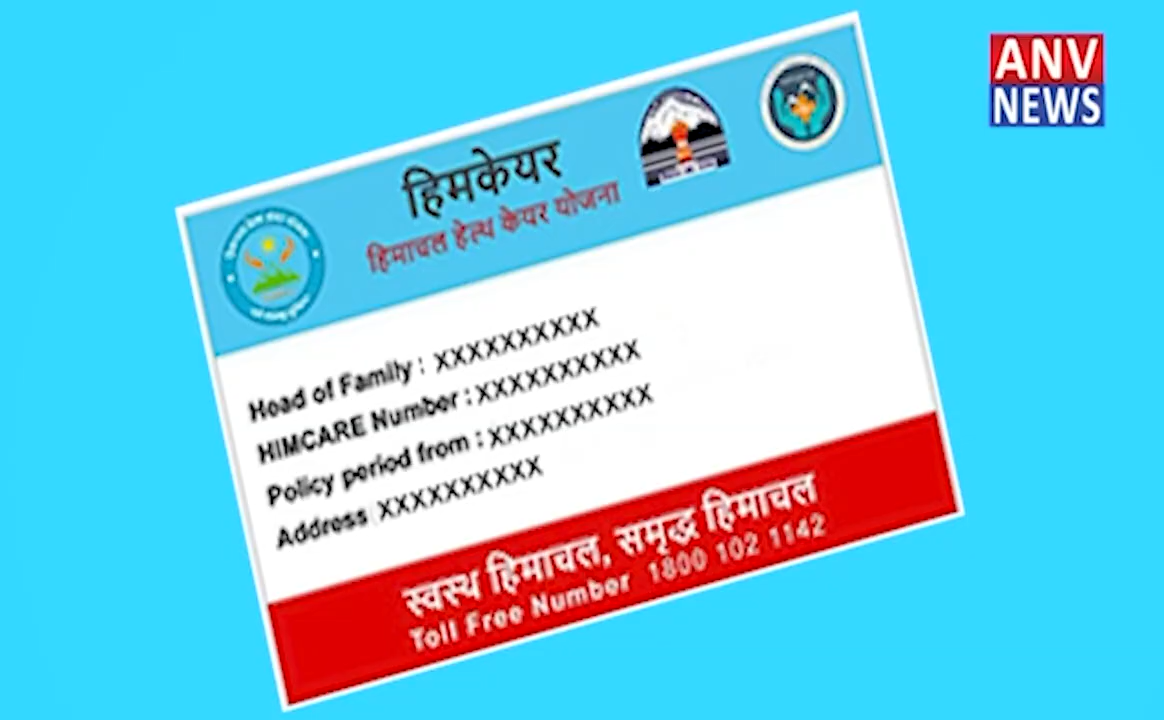 ANV
NEWS
हिमकेयर
हिमाचल हेल्थ केयर योजना
Head of Family : XXXXXXXXXX
HIMCARE Number : XXXXXXXXXX
Policy period from : XXXXXXXXXX
Address XXXXXXXXXX
स्वस्थ हिमाचल, समृद्ध हिमाचल
Toll Free Number 1800 102 1142